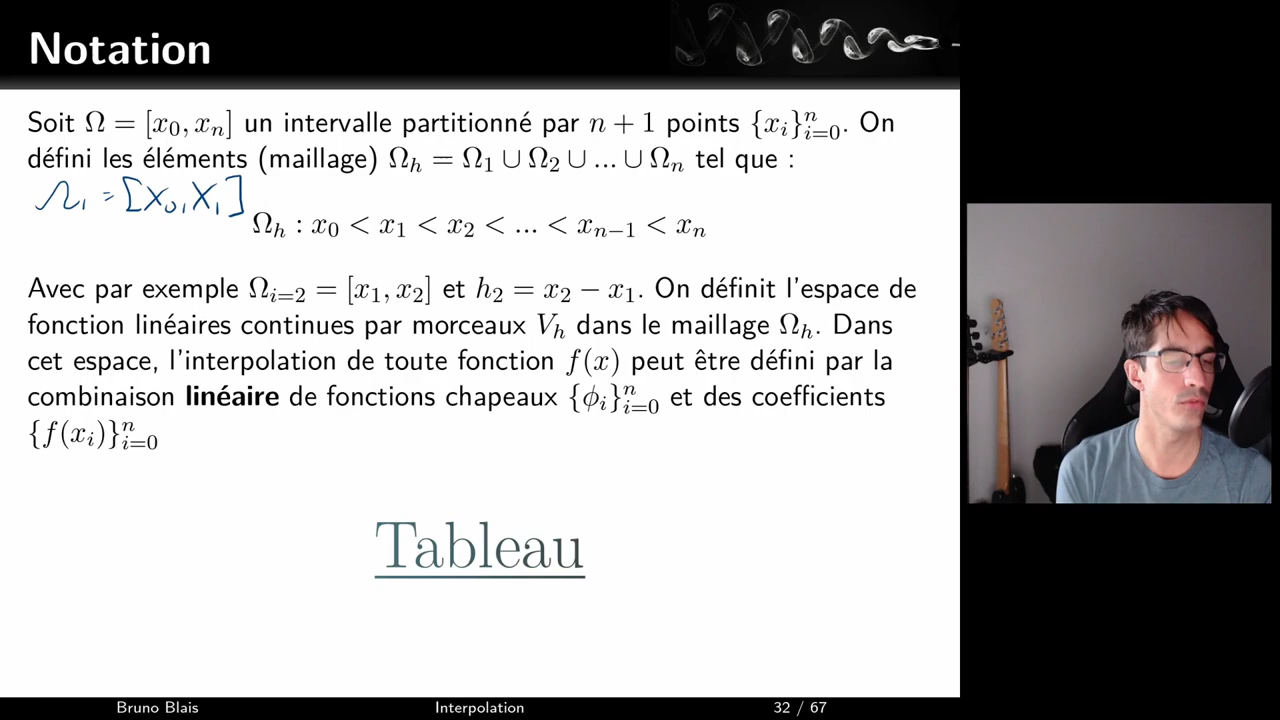 Notation
Soit Ω = [x₀, xₙ] un intervalle partitionné par n + 1 points {xᵢ}ⁿᵢ₌₀. On
défini les éléments (maillage) Ωₕ = Ω₁ ∪ Ω₂ ∪ ... ∪ Ωₙ tel que :
Ω₁ = [x₀, x₁]
Ωₕ : x₀ < x₁ < x₂ < ... < xₙ₋₁ < xₙ
Avec par exemple Ωᵢ₌₂ = [x₁, x₂] et h₂ = x₂ − x₁. On définit l'espace de
fonction linéaires continues par morceaux Vₕ dans le maillage Ωₕ. Dans
cet espace, l'interpolation de toute fonction f(x) peut être défini par la
combinaison linéaire de fonctions chapeaux {ϕᵢ}ⁿᵢ₌₀ et des coefficients
{f(xᵢ)}ⁿᵢ₌₀
Tableau
Bruno Blais Interpolation 32 / 67